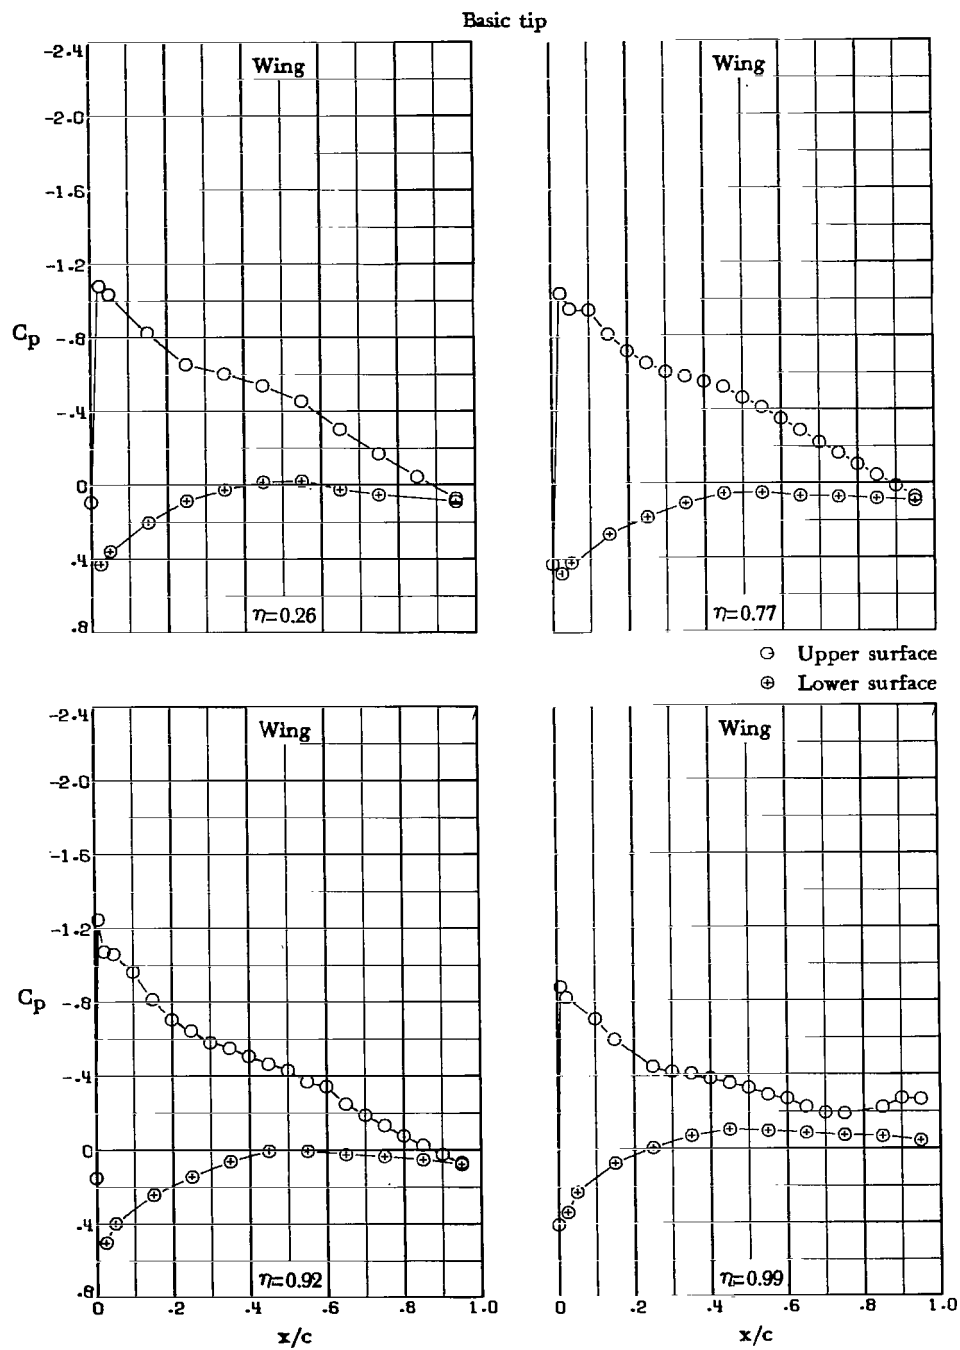 Basic tip
Wing
Wing
-2.4
-2.0
-1.6
-1.2
Cp
-.8
-.4
0
.4
.8
η=0.26
η=0.77
Upper surface
Lower surface
Wing
Wing
-2.4
-2.0
-1.6
-1.2
Cp
-.8
-.4
0
.4
.8
η=0.92
η=0.99
0 .2 .4 .6 .8 1.0
0 .2 .4 .6 .8 1.0
x/c
x/c